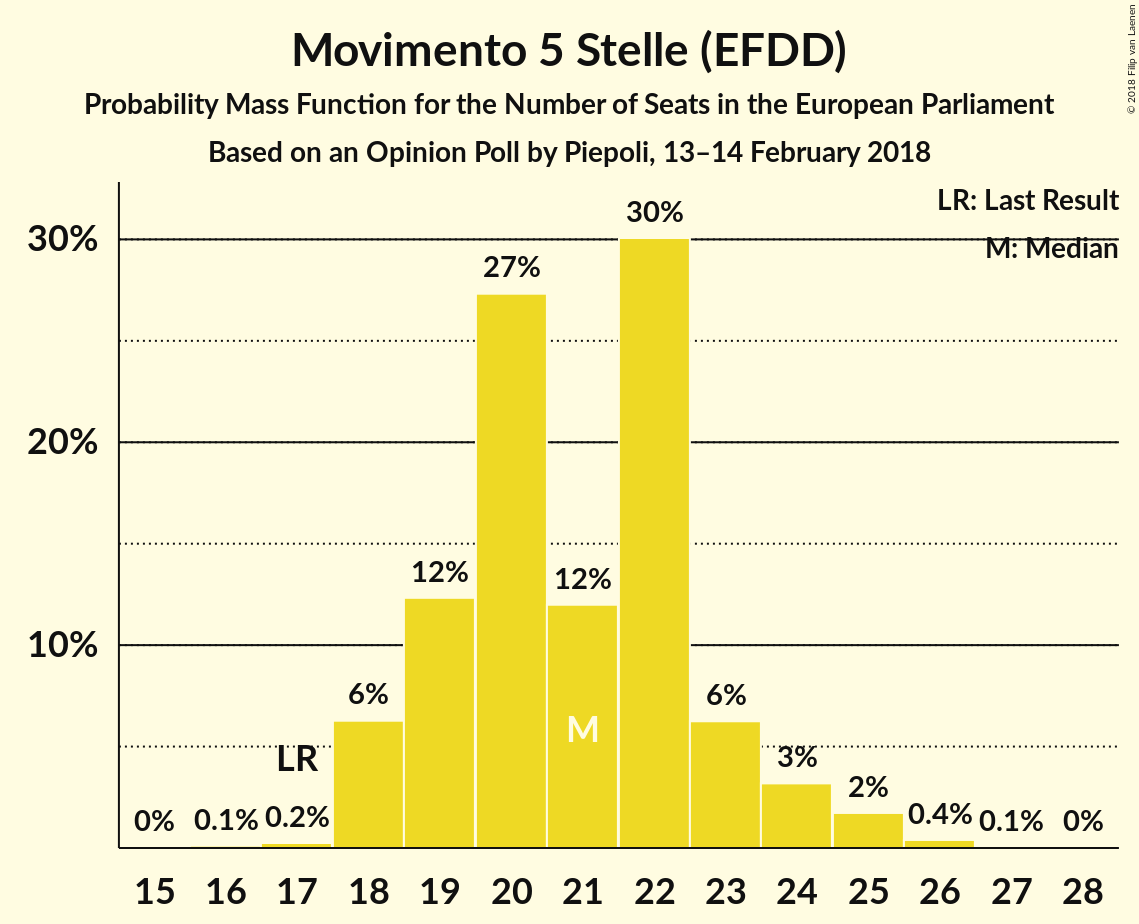 Movimento 5 Stelle (EFDD)
Probability Mass Function for the Number of Seats in the European Parliament
Based on an Opinion Poll by Piepoli, 13–14 February 2018
© 2018 Filip van Laenen
LR: Last Result
M: Median
30%
20%
10%
0%
0.1%
0.2%
LR
6%
12%
27%
12%
M
30%
6%
3%
2%
0.4%
0.1%
0%
15 16 17 18 19 20 21 22 23 24 25 26 27 28